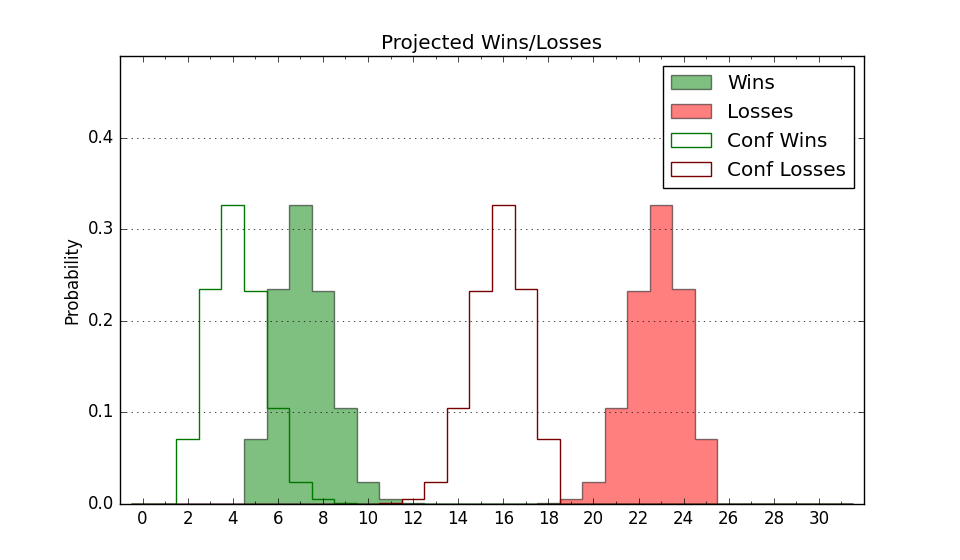 Projected Wins/Losses
Wins
Losses
Conf Wins
Conf Losses
Probability
0.4
0.3
0.2
0.1
0.0
0 2 4 6 8 10 12 14 16 18 20 22 24 26 28 30